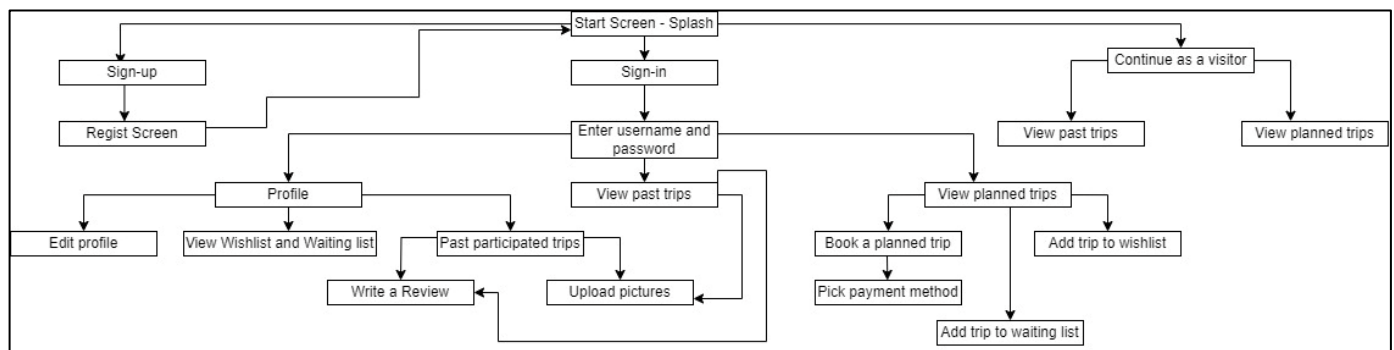 Start Screen - Splash
Sign-up
Sign-in
Continue as a visitor
Regist Screen
Enter username and
password
View past trips
View planned trips
Profile
View past trips
View planned trips
Edit profile
View Wishlist and Waiting list
Past participated trips
Book a planned trip
Add trip to wishlist
Write a Review
Upload pictures
Pick payment method
Add trip to waiting list